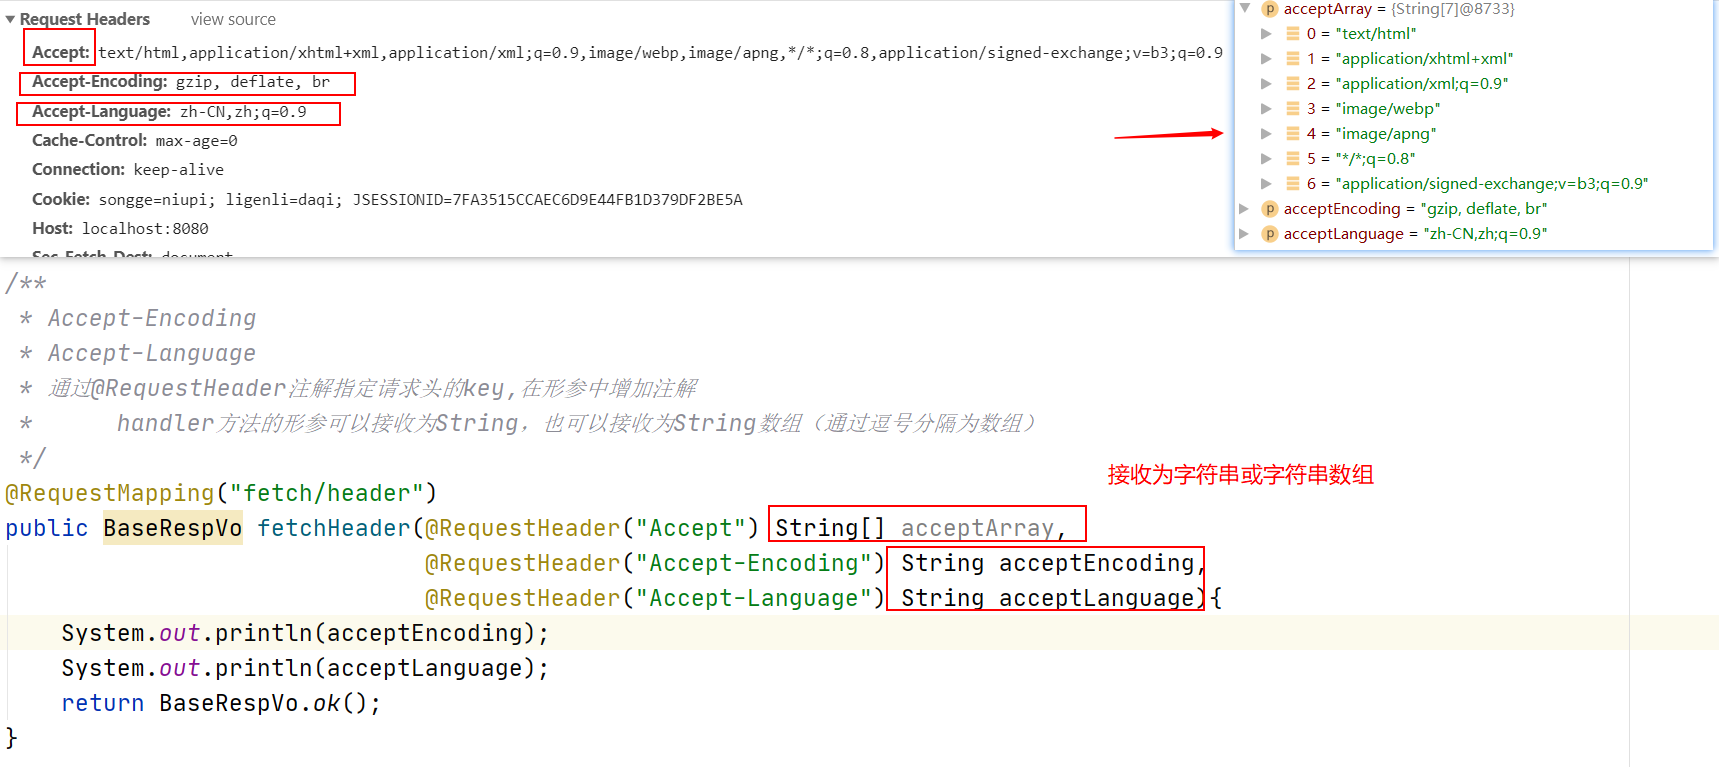 Request Headers view source
Accept: text/html,application/xhtml+xml,application/xml;q=0.9,image/webp,image/apng,*/*;q=0.8,application/signed-exchange;v=b3;q=0.9
Accept-Encoding: gzip, deflate, br
Accept-Language: zh-CN,zh;q=0.9
Cache-Control: max-age=0
Connection: keep-alive
Cookie: songge=niupi; ligenli=daqi; JSESSIONID=7FA3515CCAEC6D9E44FB1D379DF2BE5A
Host: localhost:8080
Sec-Fetch-Dest: document
acceptArray = {String[7]@8733}
0 = "text/html"
1 = "application/xhtml+xml"
2 = "application/xml;q=0.9"
3 = "image/webp"
4 = "image/apng"
5 = "*/*;q=0.8"
6 = "application/signed-exchange;v=b3;q=0.9"
acceptEncoding = "gzip, deflate, br"
acceptLanguage = "zh-CN,zh;q=0.9"
/**
* Accept-Encoding
* Accept-Language
* 通过@RequestHeader注解指定请求头的key,在形参中增加注解
* handler方法的形参可以接收为String，也可以接收为String数组（通过逗号分隔为数组）
*/
接收为字符串或字符串数组
@RequestMapping("fetch/header")
public BaseRespVo fetchHeader(@RequestHeader("Accept") String[] acceptArray,
@RequestHeader("Accept-Encoding") String acceptEncoding,
@RequestHeader("Accept-Language") String acceptLanguage){
System.out.println(acceptEncoding);
System.out.println(acceptLanguage);
return BaseRespVo.ok();
}